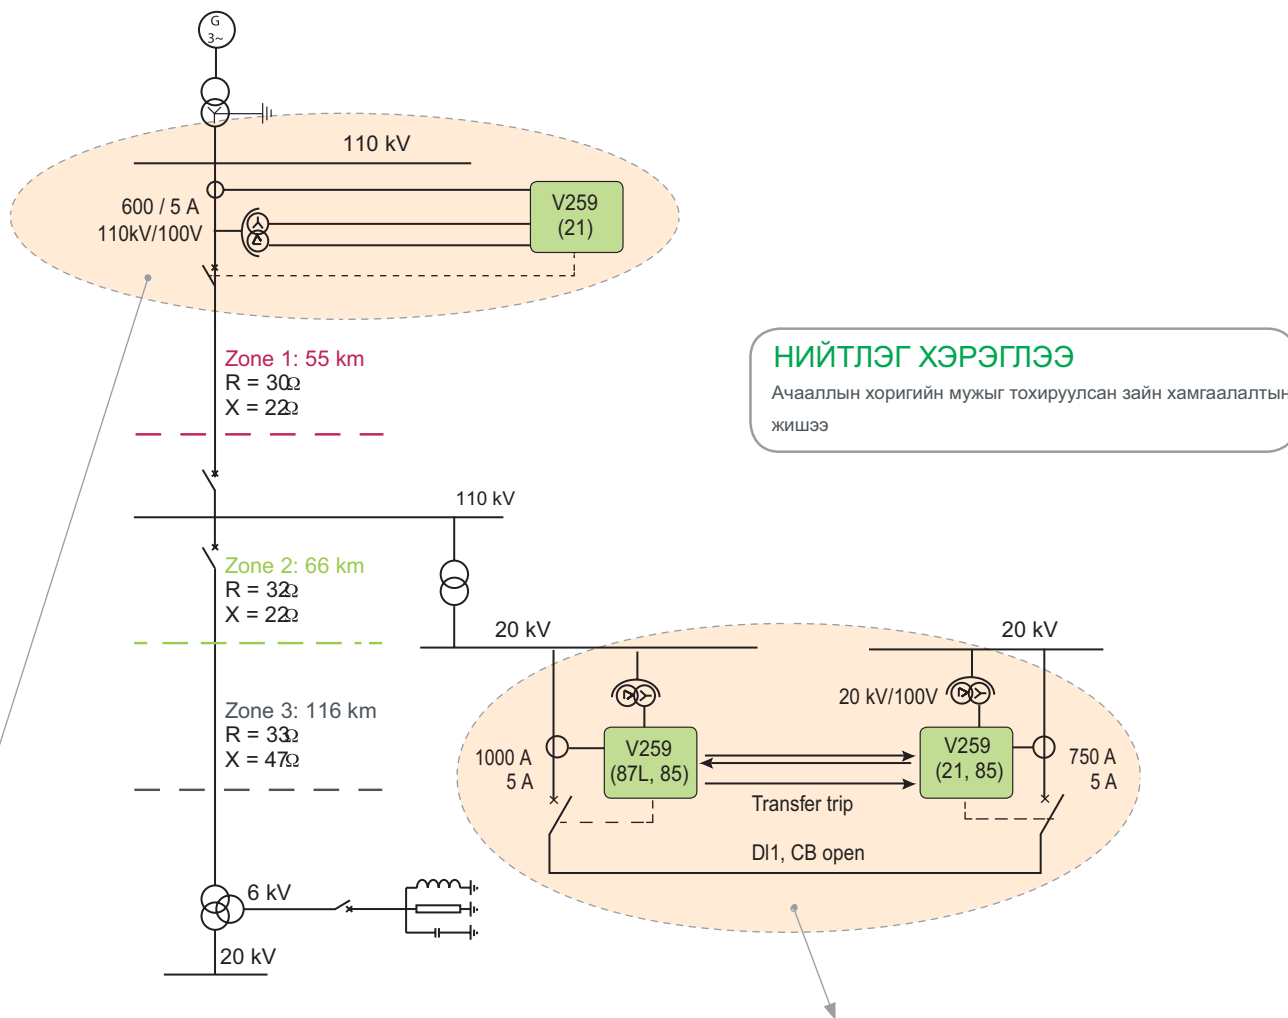 G
3~
110 kV
600 / 5 A
110kV/100V
V259
(21)
Zone 1: 55 km
R = 30Ω
X = 22Ω
НИЙТЛЭГ ХЭРЭГЛЭЭ
Ачааллын хоригийн мужыг тохируулсан зайн хамгаалалтын
жишээ
110 kV
Zone 2: 66 km
R = 32Ω
X = 22Ω
20 kV
20 kV
20 kV/100V
Zone 3: 116 km
R = 33Ω
X = 47Ω
1000 A
5 A
V259
(87L, 85)
V259
(21, 85)
750 A
5 A
Transfer trip
DI1, CB open
6 kV
20 kV